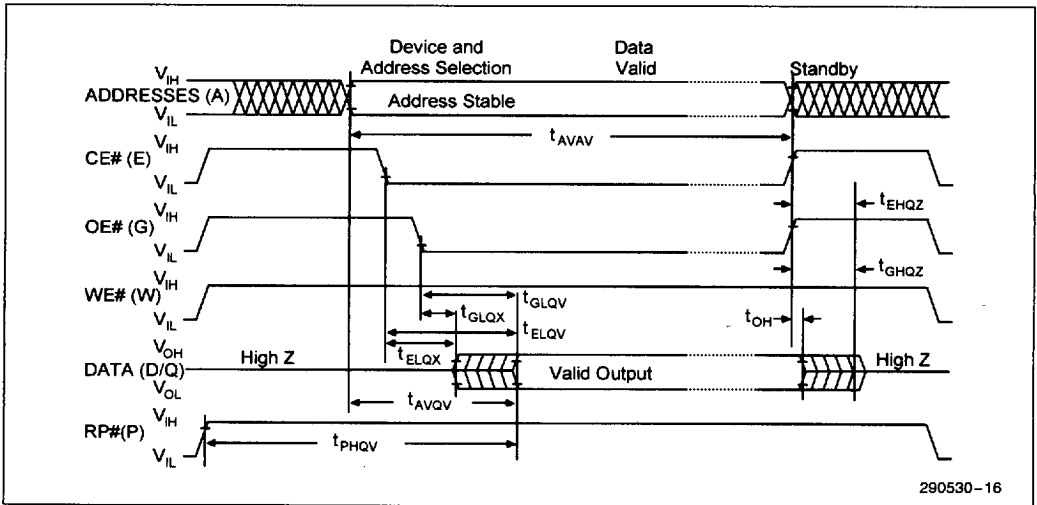 Device and
Address Selection
Data
Valid
Standby
V_IH
ADDRESSES (A)
V_IL
Address Stable
t_AVAV
V_IH
CE# (E)
V_IL
t_EHQZ
V_IH
OE# (G)
V_IL
t_GHQZ
V_IH
WE# (W)
V_IL
t_GLQV
t_GLQX
t_ELQV
t_OH
t_ELQX
V_OH
DATA (D/Q)
V_OL
High Z
Valid Output
High Z
t_AVQV
V_IH
RP#(P)
V_IL
t_PHQV
290530-16